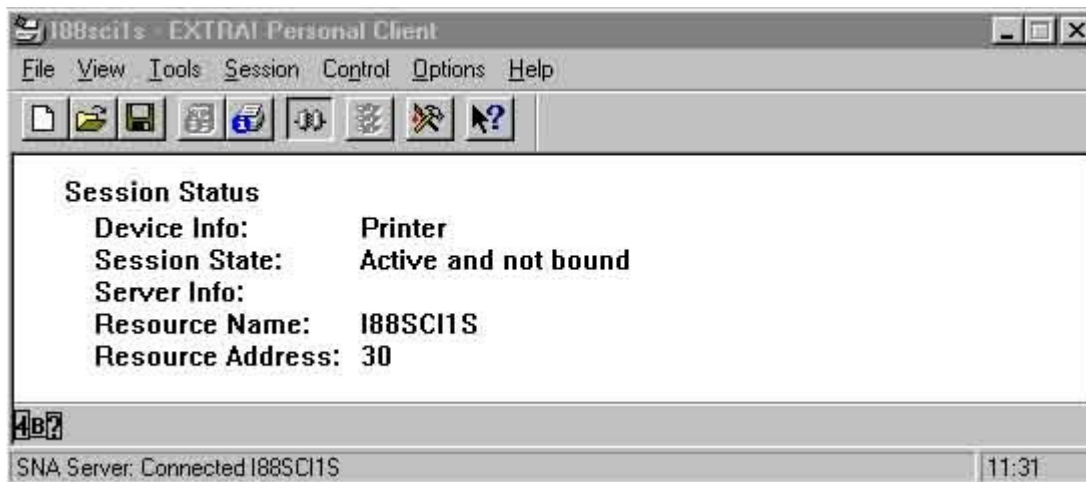 I88sci1s - EXTRA! Personal Client
File View Tools Session Control Options Help
Session Status
Device Info: Printer
Session State: Active and not bound
Server Info:
Resource Name: I88SCI1S
Resource Address: 30
4B?
SNA Server: Connected I88SCI1S 11:31